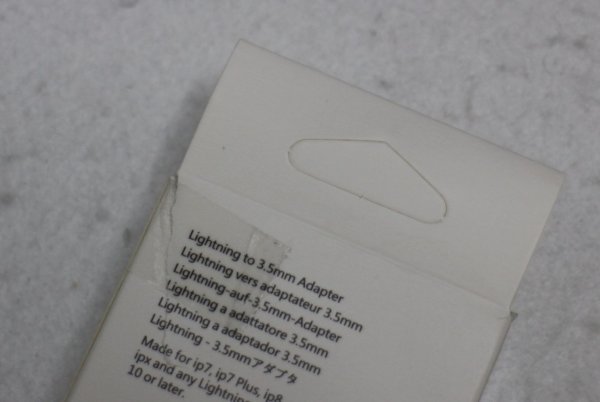 Lightning to 3.5mm Adapter
Lightning vers adaptateur 3.5mm
Lightning-auf-3.5mm-Adapter
Lightning a adattatore 3.5mm
Lightning a adaptador 3.5mm
Lightning - 3.5mmアダプタ
Made for ip7, ip7 Plus, ip8
ipx and any Lightning
10 or later.